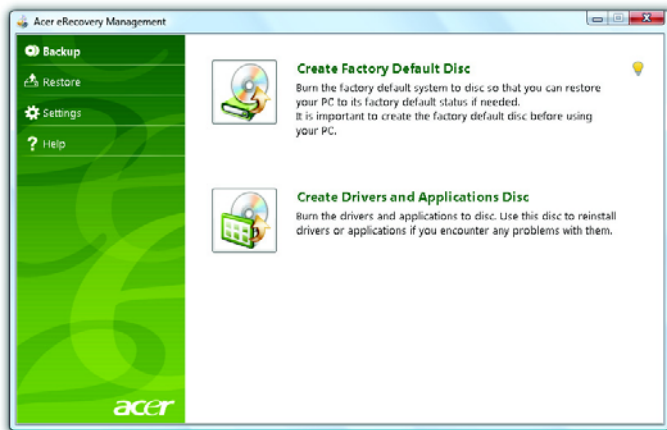 Acer eRecovery Management
Backup
Restore
Settings
? Help
Create Factory Default Disc
Burn the factory default system to disc so that you can restore
your PC to its factory default status if needed.
It is important to create the factory default disc before using
your PC.
Create Drivers and Applications Disc
Burn the drivers and applications to disc. Use this disc to reinstall
drivers or applications if you encounter any problems with them.
acer